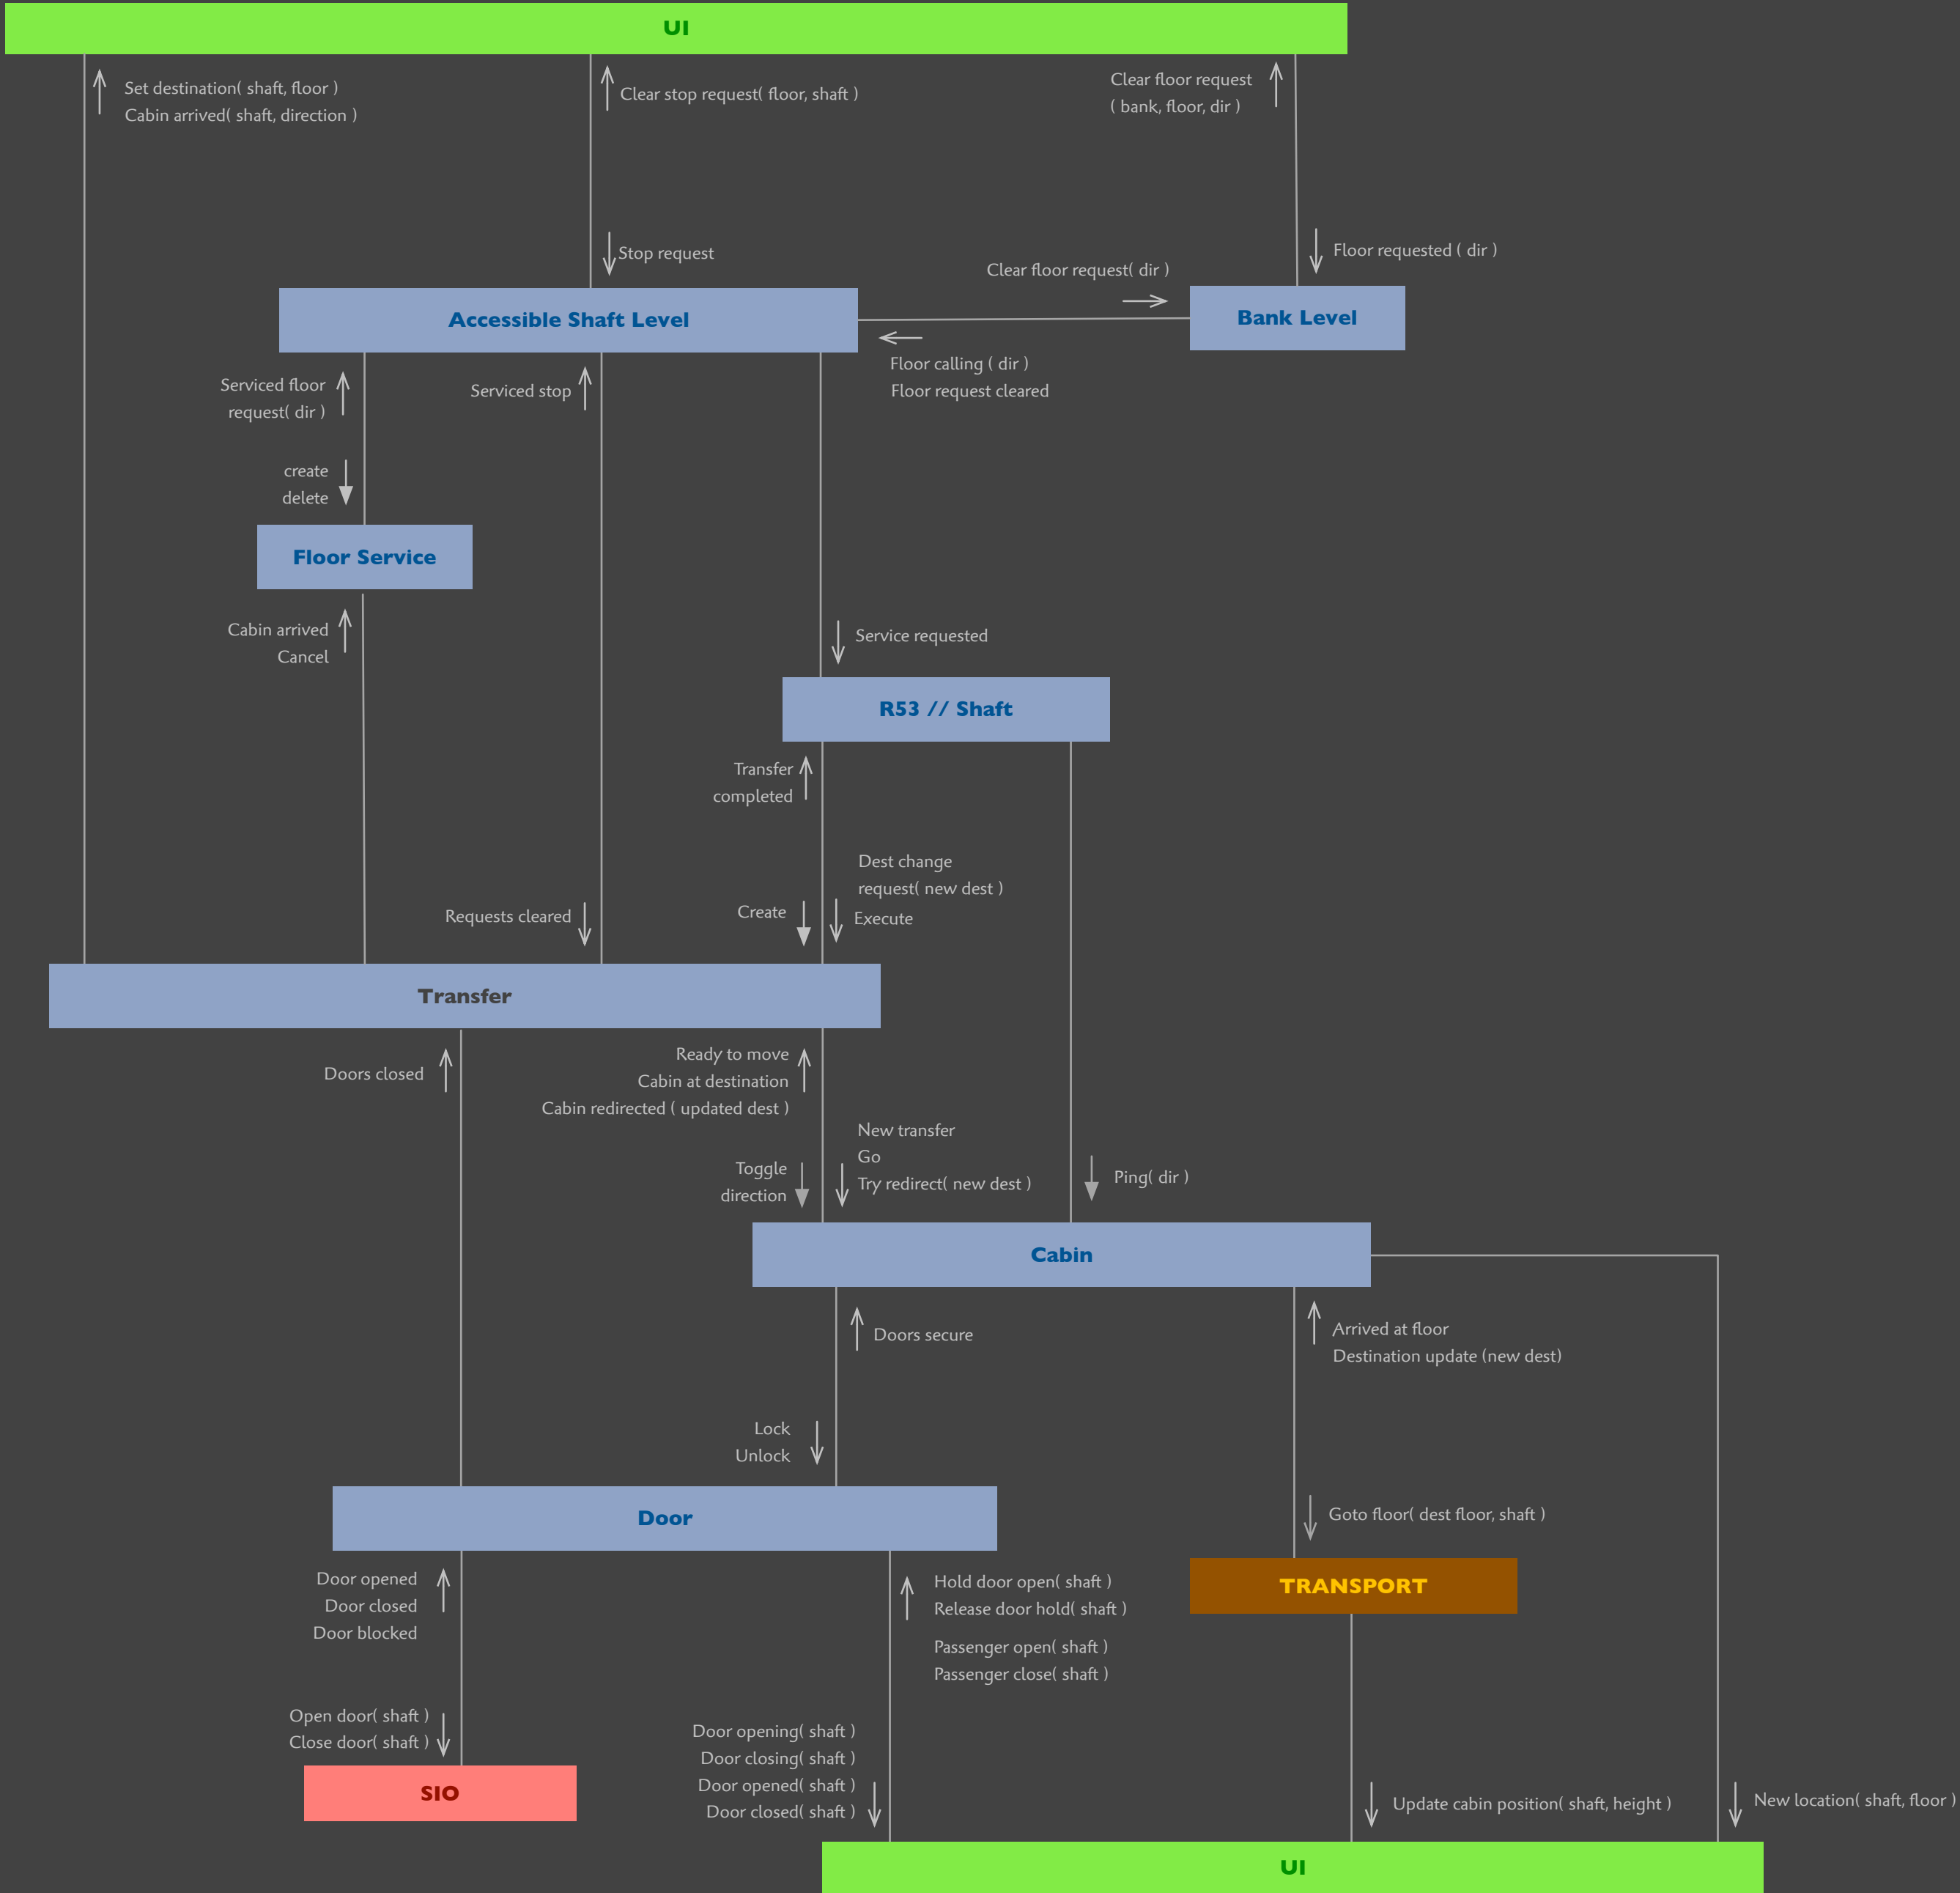 UI
Set destination( shaft, floor )
Cabin arrived( shaft, direction )
Clear stop request( floor, shaft )
Clear floor request
( bank, floor, dir )
Stop request
Floor requested ( dir )
Clear floor request( dir )
Accessible Shaft Level
Bank Level
Floor calling ( dir )
Floor request cleared
Serviced floor
request( dir )
Serviced stop
create
delete
Floor Service
Cabin arrived
Cancel
Service requested
R53 // Shaft
Transfer
completed
Dest change
request( new dest )
Execute
Create
Requests cleared
Transfer
Doors closed
Ready to move
Cabin at destination
Cabin redirected ( updated dest )
New transfer
Go
Try redirect( new dest )
Toggle
direction
Ping( dir )
Cabin
Doors secure
Arrived at floor
Destination update (new dest)
Lock
Unlock
Door
Goto floor( dest floor, shaft )
TRANSPORT
Door opened
Door closed
Door blocked
Hold door open( shaft )
Release door hold( shaft )
Passenger open( shaft )
Passenger close( shaft )
Open door( shaft )
Close door( shaft )
SIO
Door opening( shaft )
Door closing( shaft )
Door opened( shaft )
Door closed( shaft )
Update cabin position( shaft, height )
New location( shaft, floor )
UI